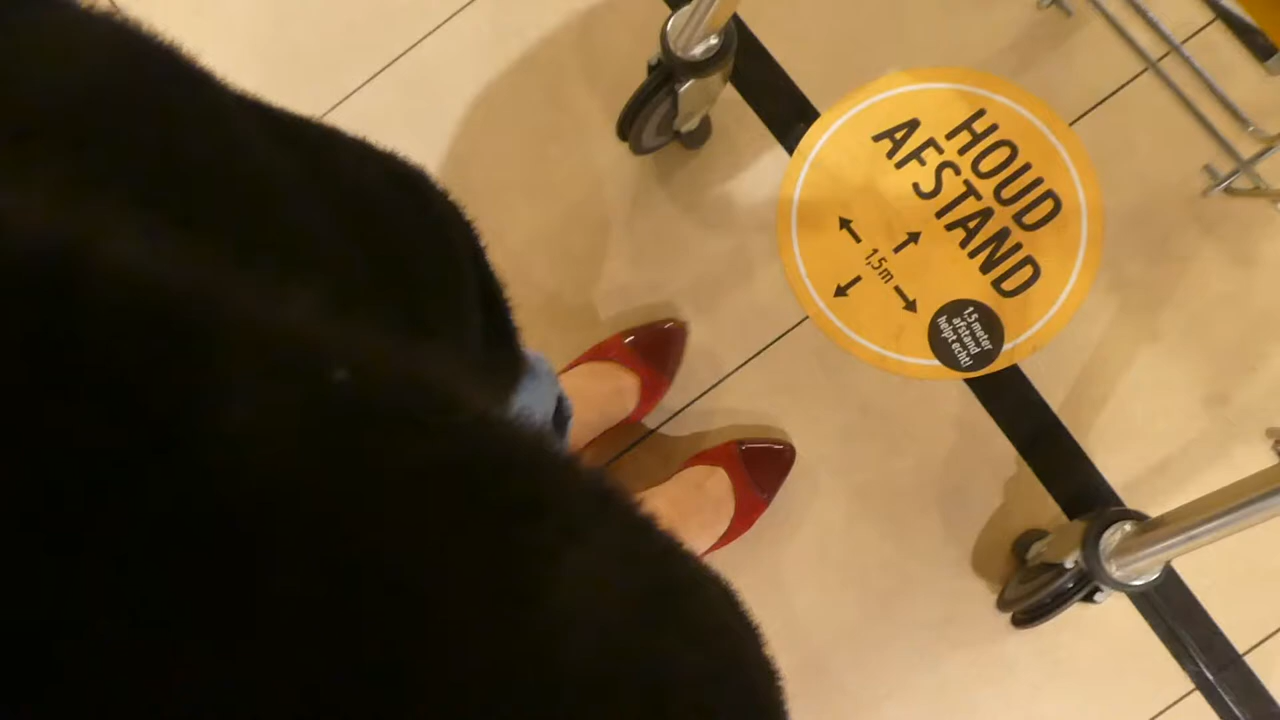 HOUD
AFSTAND
1,5m
1,5 meter
afstand
helpt echt!